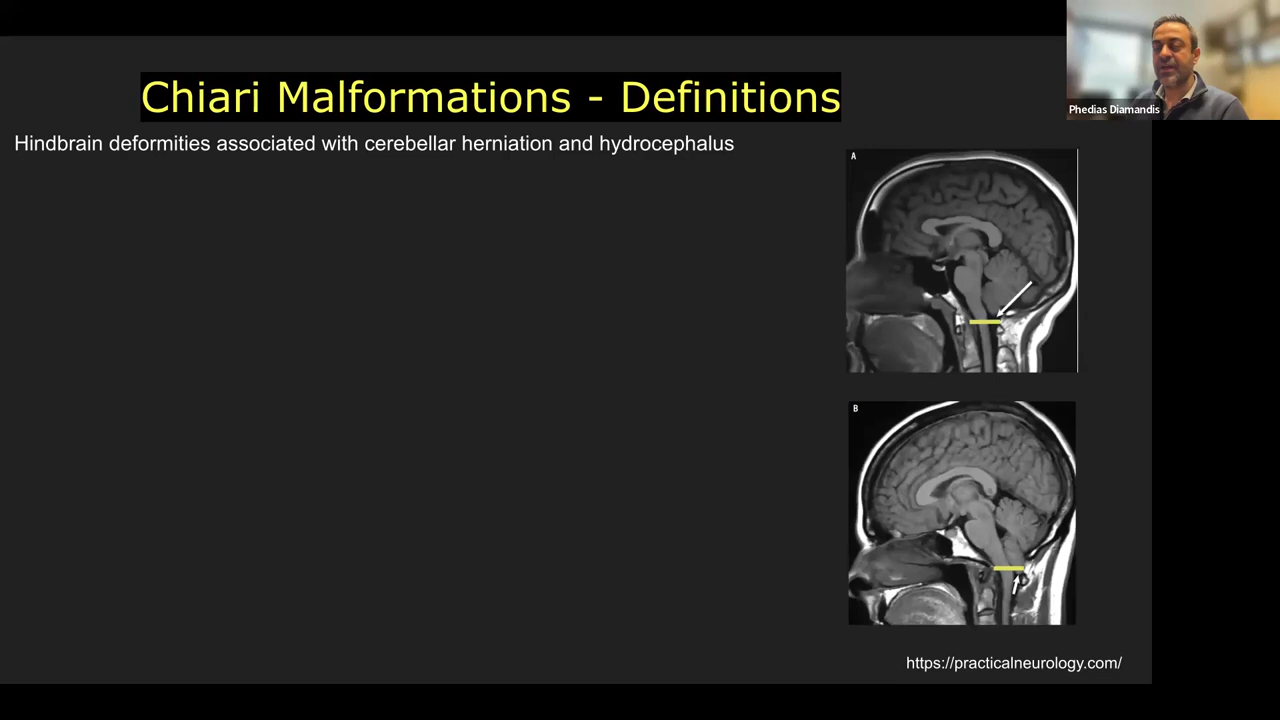 Chiari Malformations - Definitions
Phedias Diamandis
Hindbrain deformities associated with cerebellar herniation and hydrocephalus
A
B
https://practicalneurology.com/